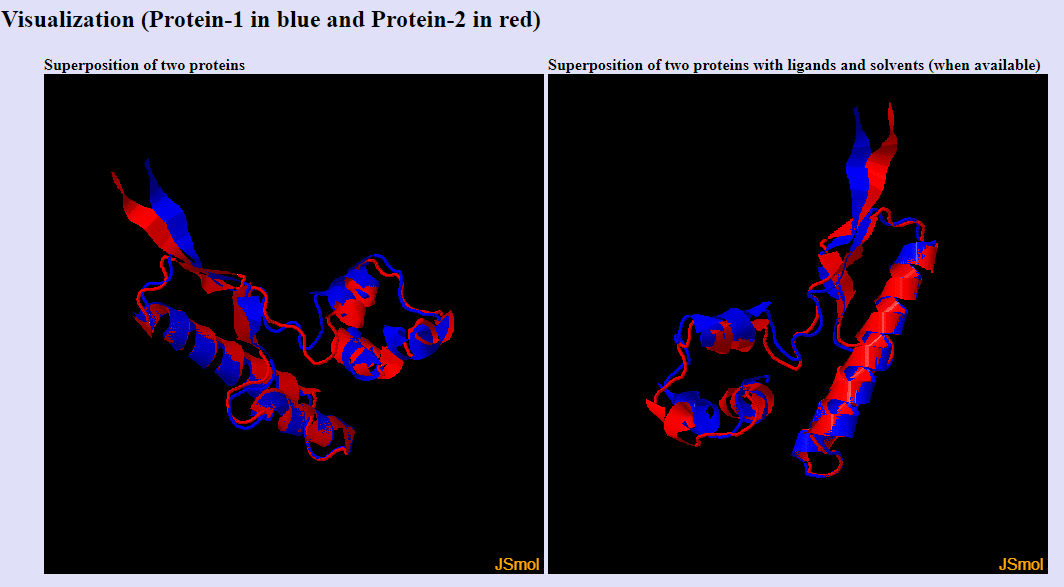 Visualization (Protein-1 in blue and Protein-2 in red)
Superposition of two proteins
Superposition of two proteins with ligands and solvents (when available)
JSmol
JSmol